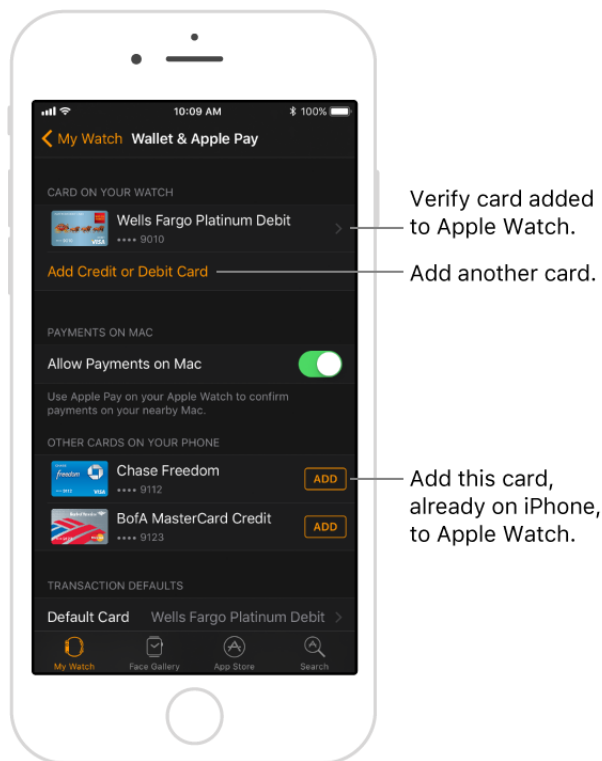 10:09 AM
100%
My Watch Wallet & Apple Pay
CARD ON YOUR WATCH
Wells Fargo Platinum Debit
•••• 9010
VISA
Verify card added
to Apple Watch.
Add Credit or Debit Card
Add another card.
PAYMENTS ON MAC
Allow Payments on Mac
Use Apple Pay on your Apple Watch to confirm
payments on your nearby Mac.
OTHER CARDS ON YOUR PHONE
freedom
VISA
Chase Freedom
•••• 9112
ADD
Add this card,
already on iPhone,
to Apple Watch.
BofA MasterCard Credit
•••• 9123
ADD
TRANSACTION DEFAULTS
Default Card Wells Fargo Platinum Debit
My Watch Face Gallery App Store Search